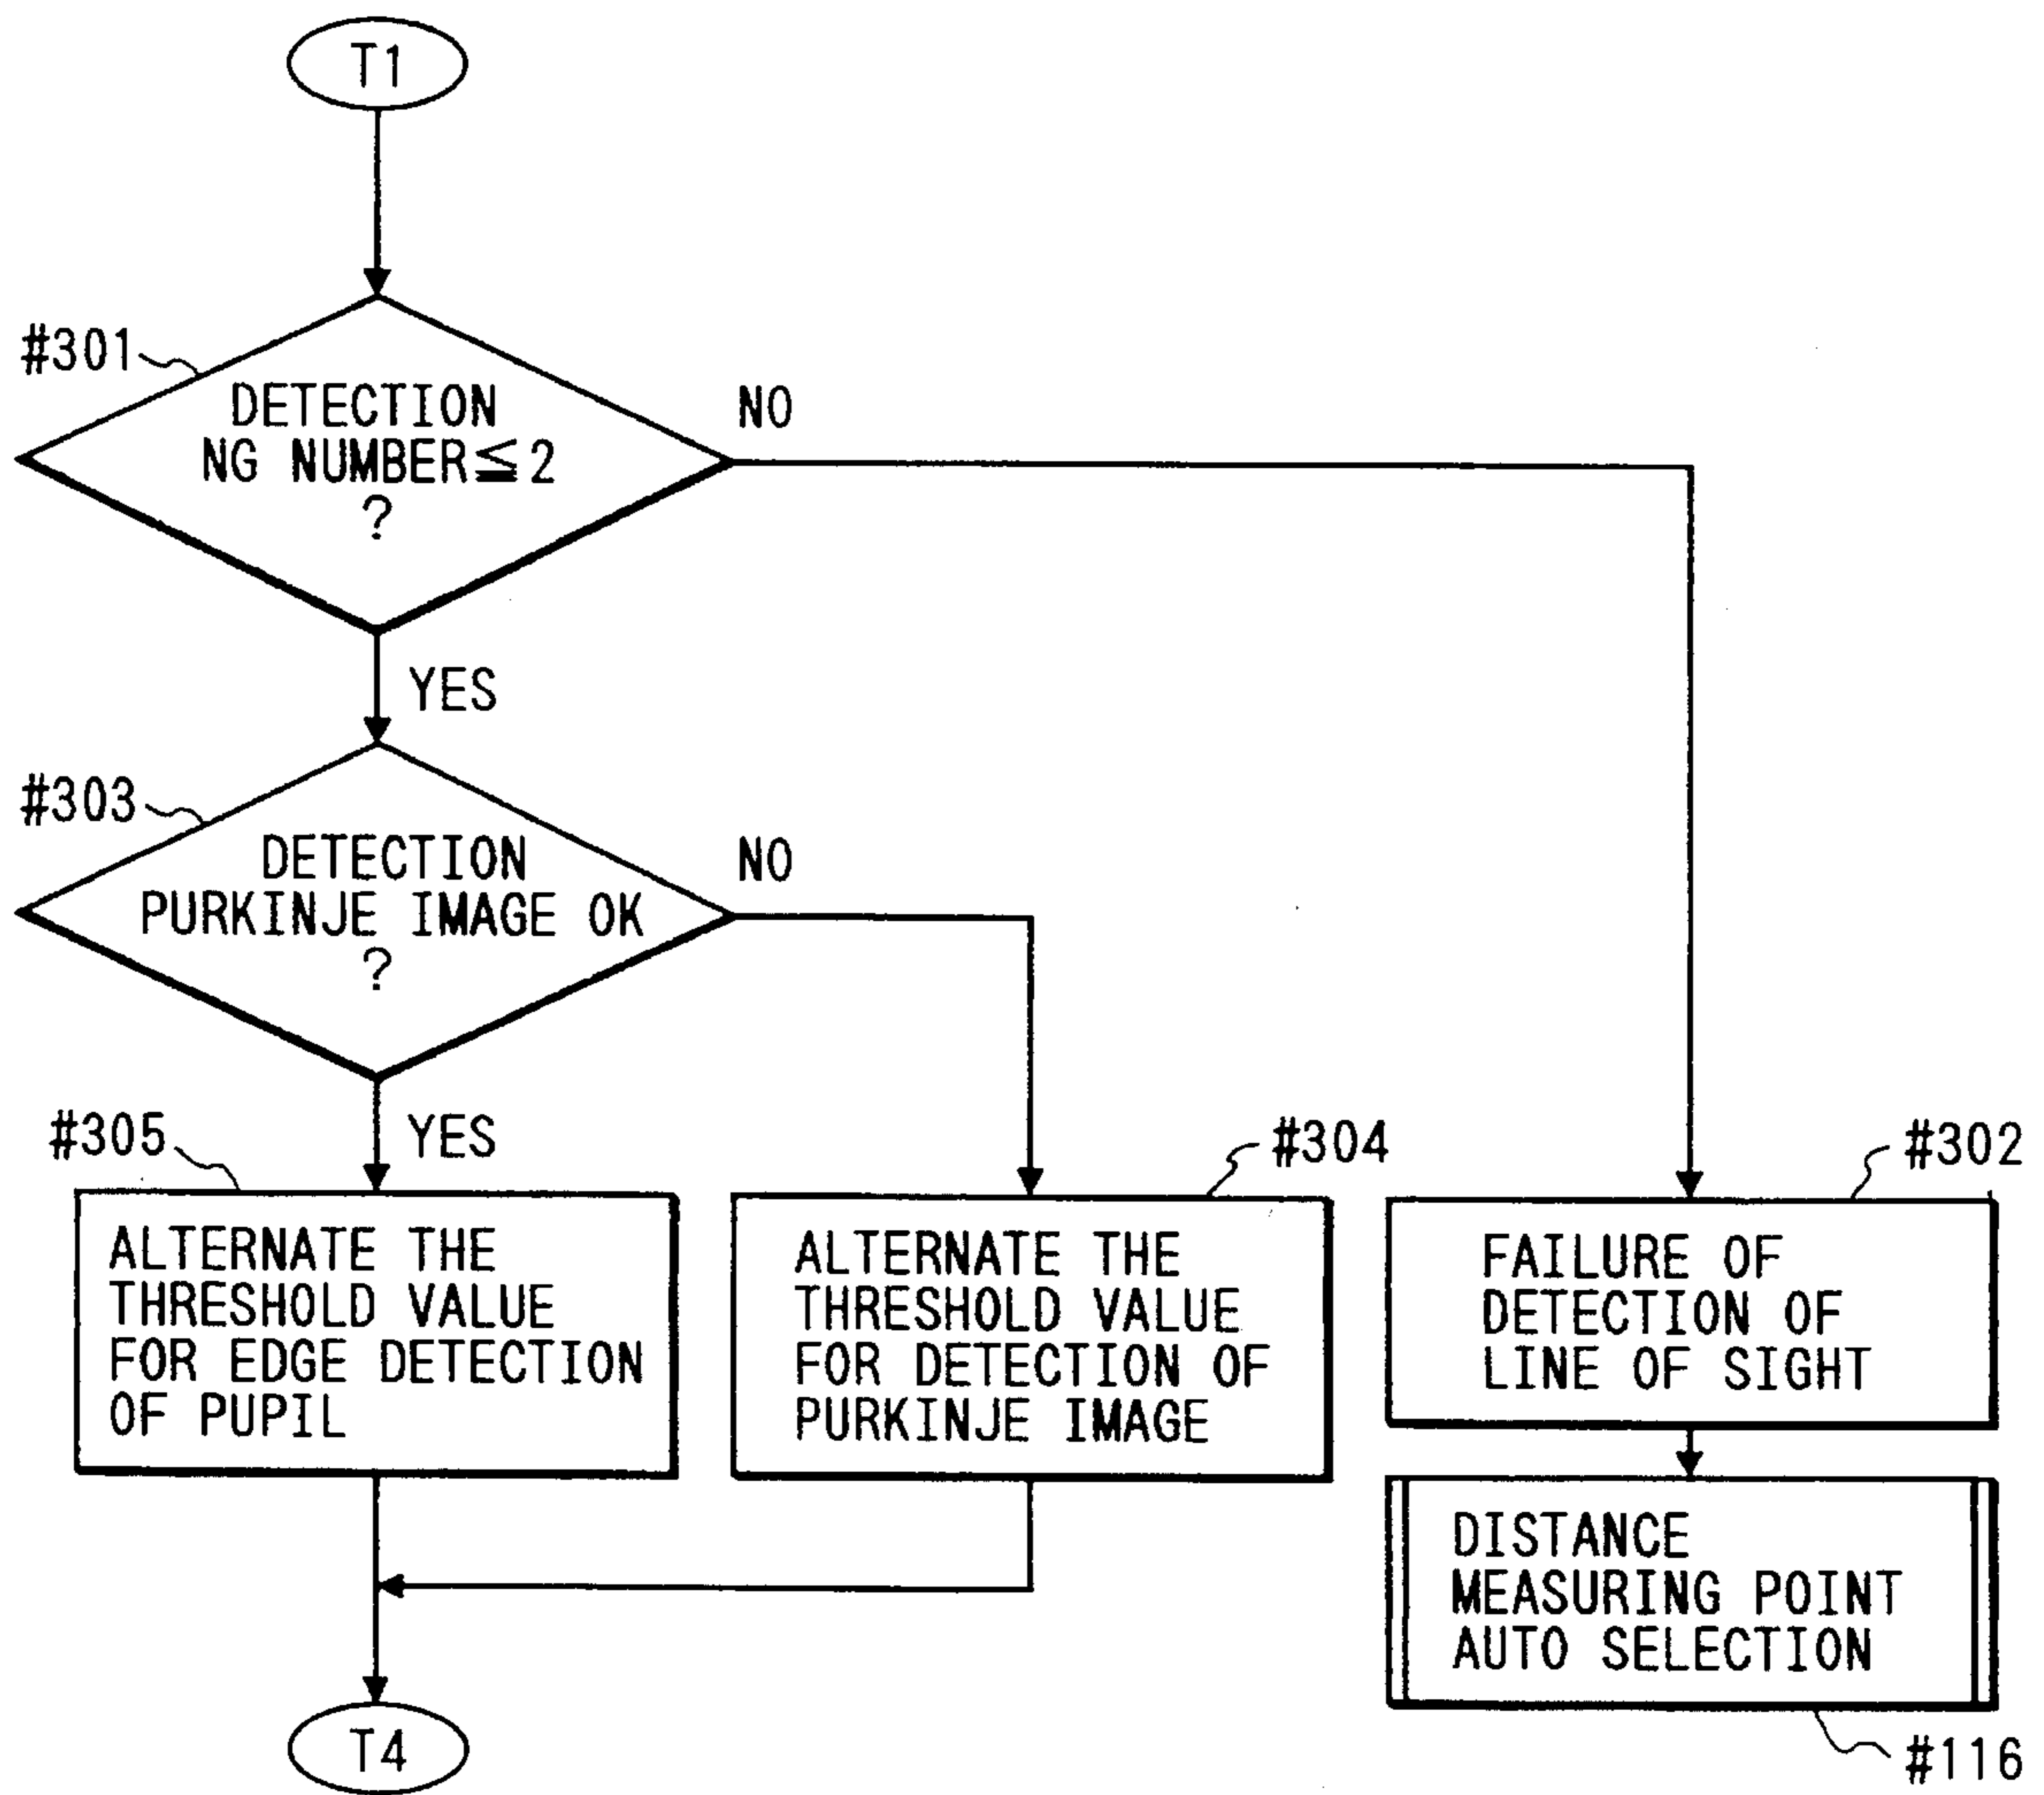 T1
#301
DETECTION
NG NUMBER≦2
?
NO
YES
#303
DETECTION
PURKINJE IMAGE OK
?
NO
YES
#305
ALTERNATE THE
THRESHOLD VALUE
FOR EDGE DETECTION
OF PUPIL
#304
ALTERNATE THE
THRESHOLD VALUE
FOR DETECTION OF
PURKINJE IMAGE
#302
FAILURE OF
DETECTION OF
LINE OF SIGHT
DISTANCE
MEASURING POINT
AUTO SELECTION
#116
T4